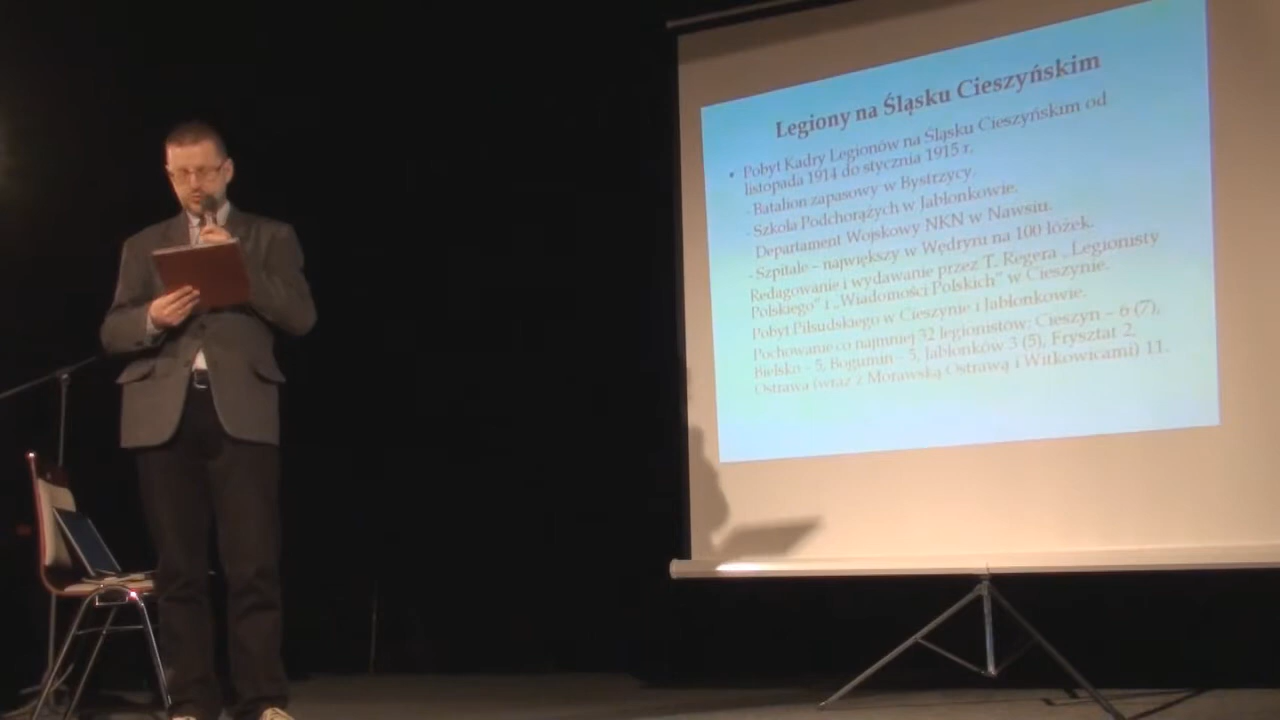 Legiony na Śląsku Cieszyńskim
• Pobyt Kadry Legionów na Śląsku Cieszyńskim od
listopada 1914 do stycznia 1915 r.
- Batalion zapasowy w Bystrzycy.
- Szkoła Podchorążych w Jabłonkowie.
Departament Wojskowy NKN w Nawsiu.
- Szpitale – największy w Wędryni na 100 łóżek.
Redagowanie i wydawanie przez T. Regera „Legionisty
Polskiego” i „Wiadomości Polskich” w Cieszynie.
Pobyt Piłsudskiego w Cieszynie i Jabłonkowie.
Pochowano co najmniej 32 legionistów: Cieszyn – 6 (7),
Bielsko – 5, Bogumin – 5, Jabłonków 3 (5), Frysztat 2,
Ostrawa (wraz z Morawską Ostrawą i Witkowicami) 11.